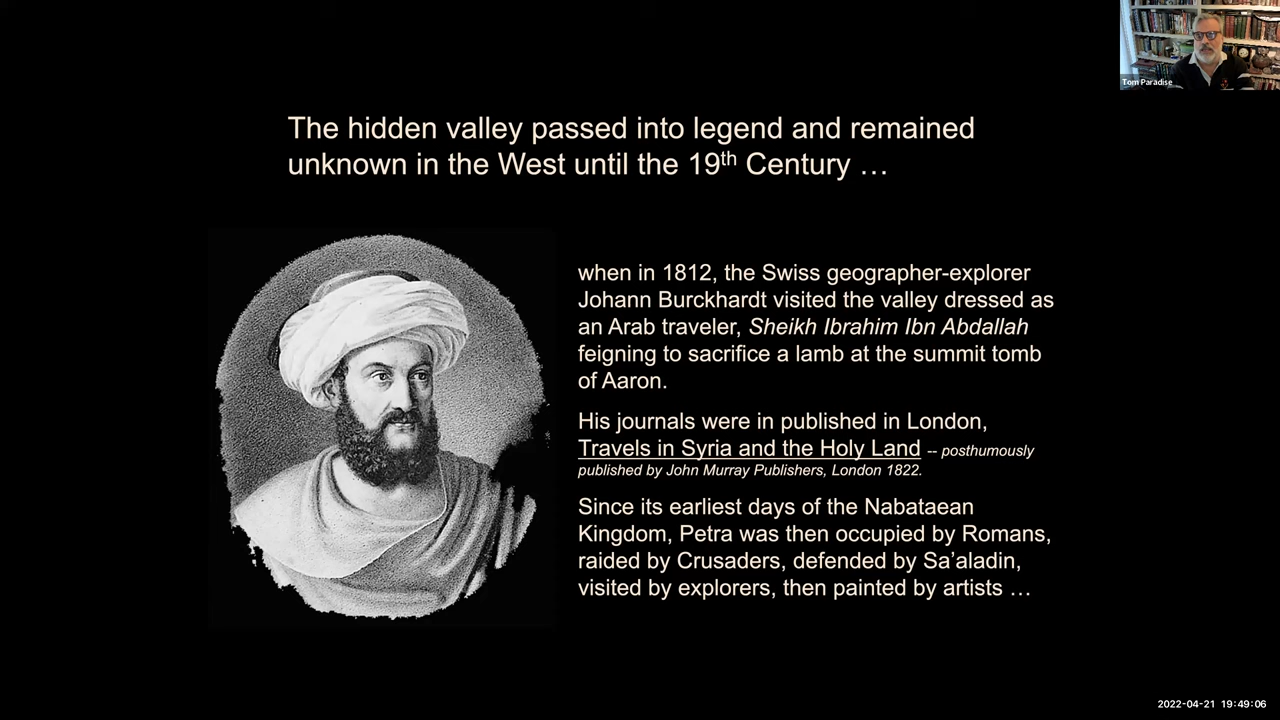 Tom Paradise
The hidden valley passed into legend and remained
unknown in the West until the 19th Century …
when in 1812, the Swiss geographer-explorer
Johann Burckhardt visited the valley dressed as
an Arab traveler, Sheikh Ibrahim Ibn Abdallah
feigning to sacrifice a lamb at the summit tomb
of Aaron.
His journals were in published in London,
Travels in Syria and the Holy Land -- posthumously
published by John Murray Publishers, London 1822.
Since its earliest days of the Nabataean
Kingdom, Petra was then occupied by Romans,
raided by Crusaders, defended by Sa’aladin,
visited by explorers, then painted by artists …
2022-04-21 19:49:06